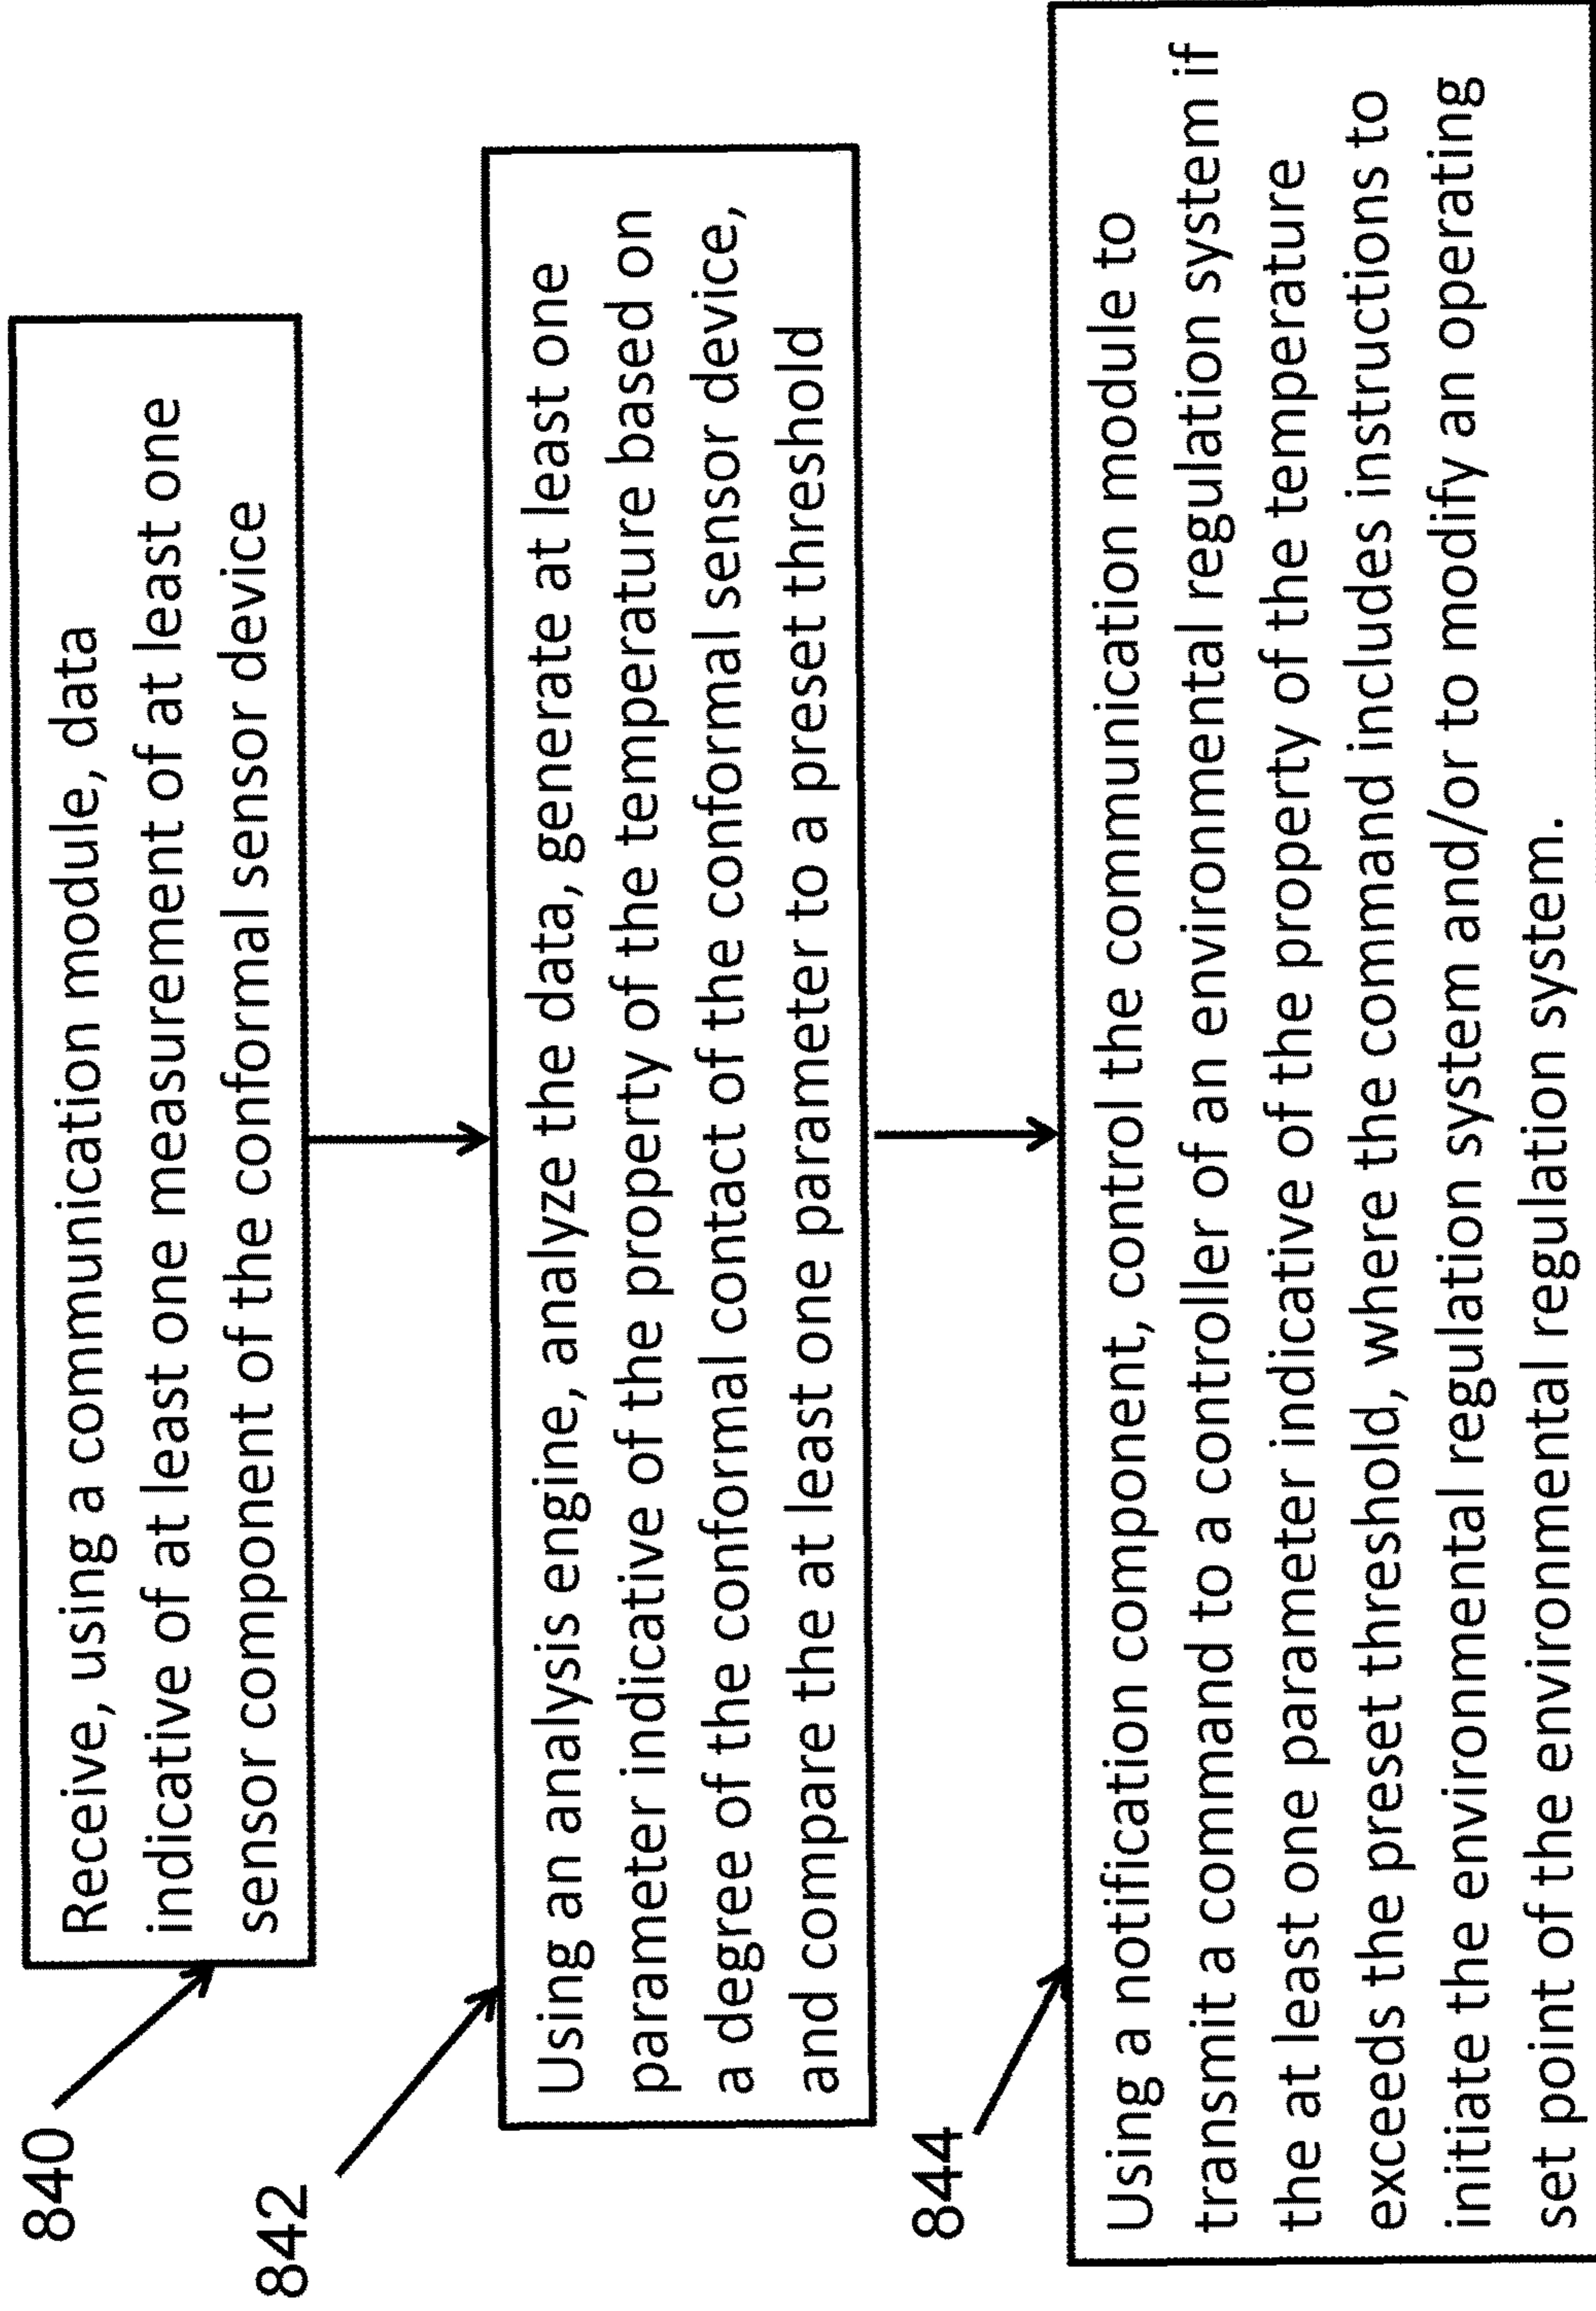 840
Receive, using a communication module, data
indicative of at least one measurement of at least one
sensor component of the conformal sensor device
842
Using an analysis engine, analyze the data, generate at least one
parameter indicative of the property of the temperature based on
a degree of the conformal contact of the conformal sensor device,
and compare the at least one parameter to a preset threshold
844
Using a notification component, control the communication module to
transmit a command to a controller of an environmental regulation system if
the at least one parameter indicative of the property of the temperature
exceeds the preset threshold, where the command includes instructions to
initiate the environmental regulation system and/or to modify an operating
set point of the environmental regulation system.